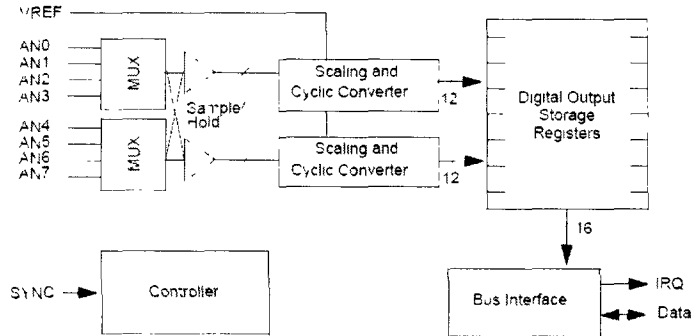 VREF
AN0
AN1
AN2
AN3
MUX
Sample/
Hold
Scaling and
Cyclic Converter
12
AN4
AN5
AN6
AN7
MUX
Scaling and
Cyclic Converter
12
Digital Output
Storage
Registers
16
SYNC
Controller
Bus Interface
IRQ
Data